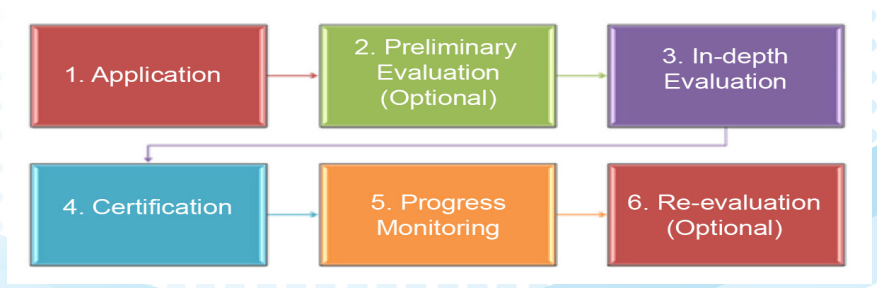 1. Application
2. Preliminary
Evaluation
(Optional)
3. In-depth
Evaluation
4. Certification
5. Progress
Monitoring
6. Re-evaluation
(Optional)